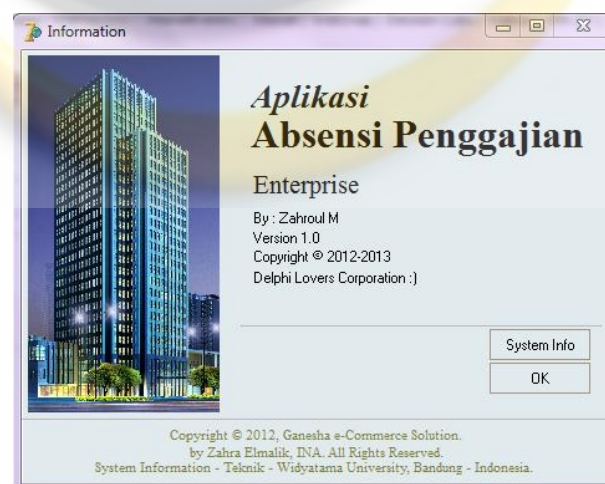 Information
Aplikasi
Absensi Penggajian
Enterprise
By : Zahroul M
Version 1.0
Copyright © 2012-2013
Delphi Lovers Corporation :)
System Info
OK
Copyright © 2012, Ganesha e-Commerce Solution.
by Zahra Elmalik, INA. All Rights Reserved.
System Information - Teknik - Widyatama University, Bandung - Indonesia.